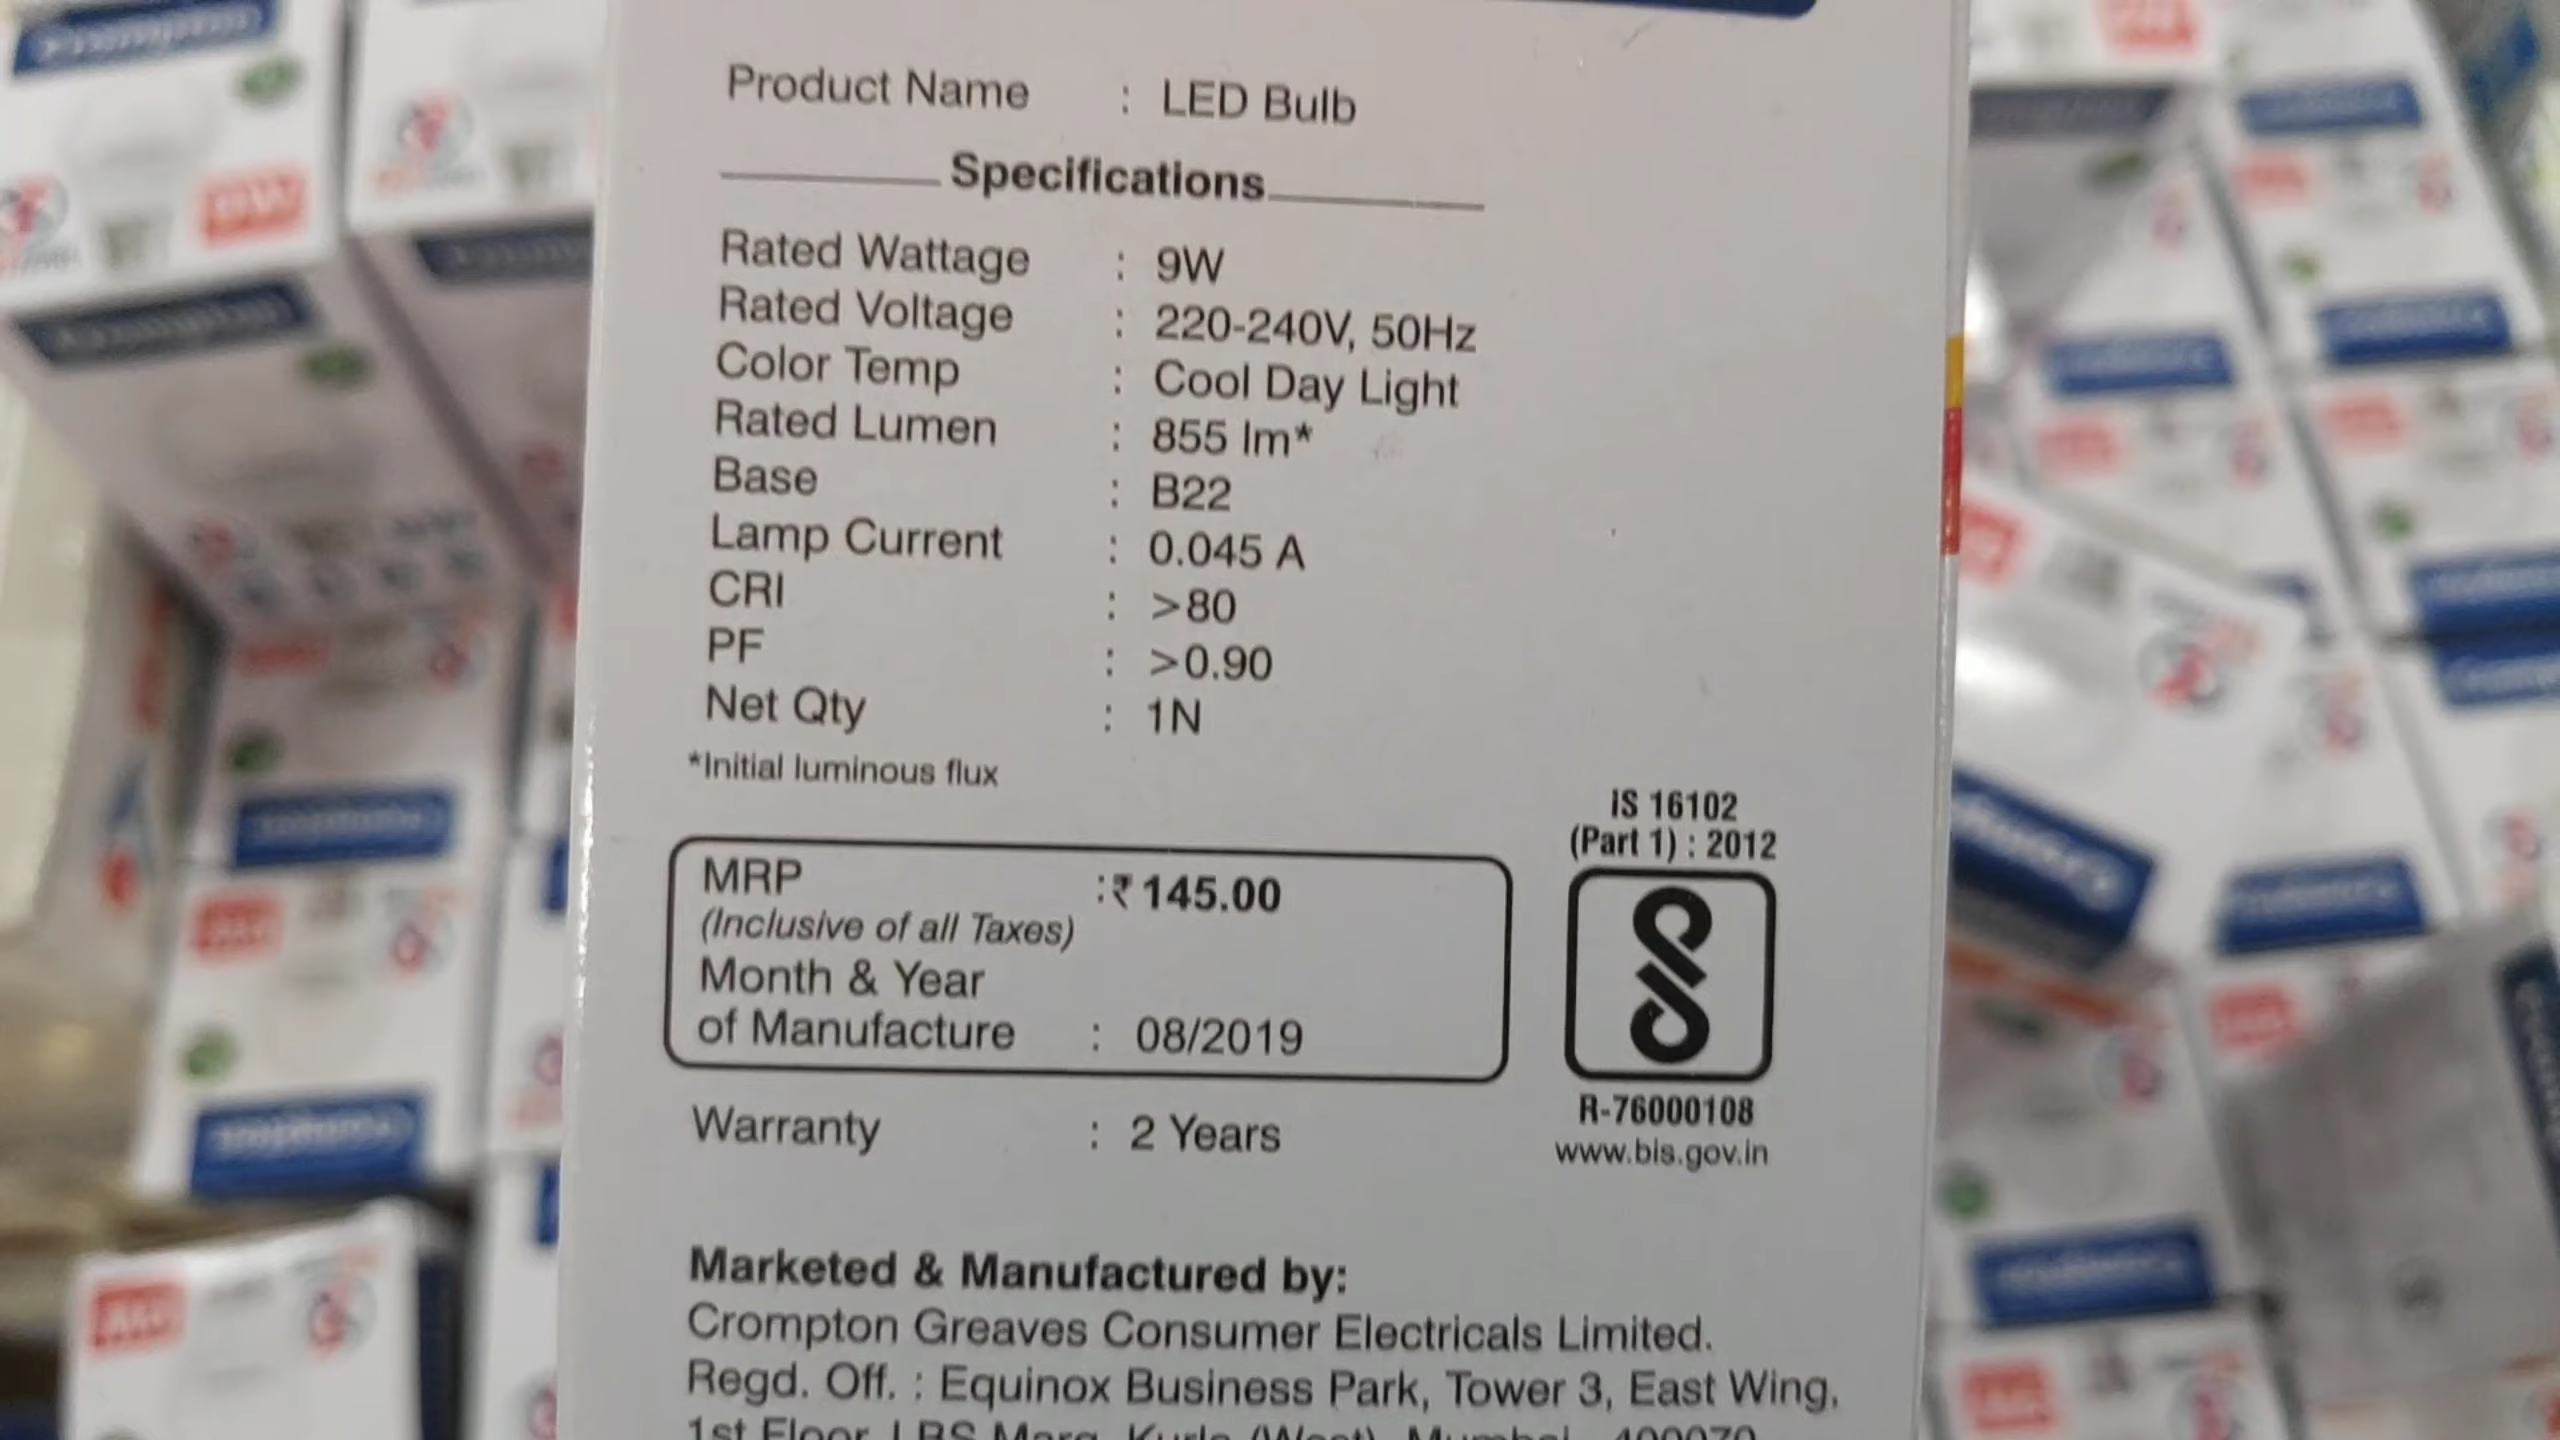 Product Name : LED Bulb
Specifications
Rated Wattage : 9W
Rated Voltage : 220-240V, 50Hz
Color Temp : Cool Day Light
Rated Lumen : 855 lm*
Base : B22
Lamp Current : 0.045 A
CRI : >80
PF : >0.90
Net Qty : 1N
*Initial luminous flux
MRP :₹ 145.00
(Inclusive of all Taxes)
Month & Year
of Manufacture : 08/2019
IS 16102
(Part 1) : 2012
R-76000108
www.bis.gov.in
Warranty : 2 Years
Marketed & Manufactured by:
Crompton Greaves Consumer Electricals Limited.
Regd. Off. : Equinox Business Park, Tower 3, East Wing,
1st Floor, LBS Marg, Kurla (West), Mumbai 400070
Crompton
Crompton
Crompton
Crompton